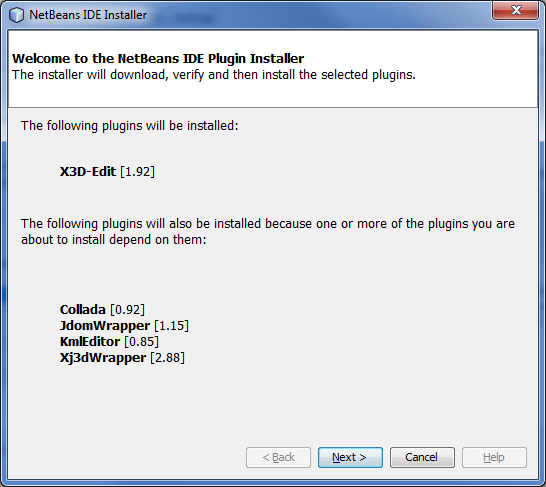 NetBeans IDE Installer
Welcome to the NetBeans IDE Plugin Installer
The installer will download, verify and then install the selected plugins.
The following plugins will be installed:
X3D-Edit [1.92]
The following plugins will also be installed because one or more of the plugins you are
about to install depend on them:
Collada [0.92]
JdomWrapper [1.15]
KmlEditor [0.85]
Xj3dWrapper [2.88]
< Back
Next >
Cancel
Help